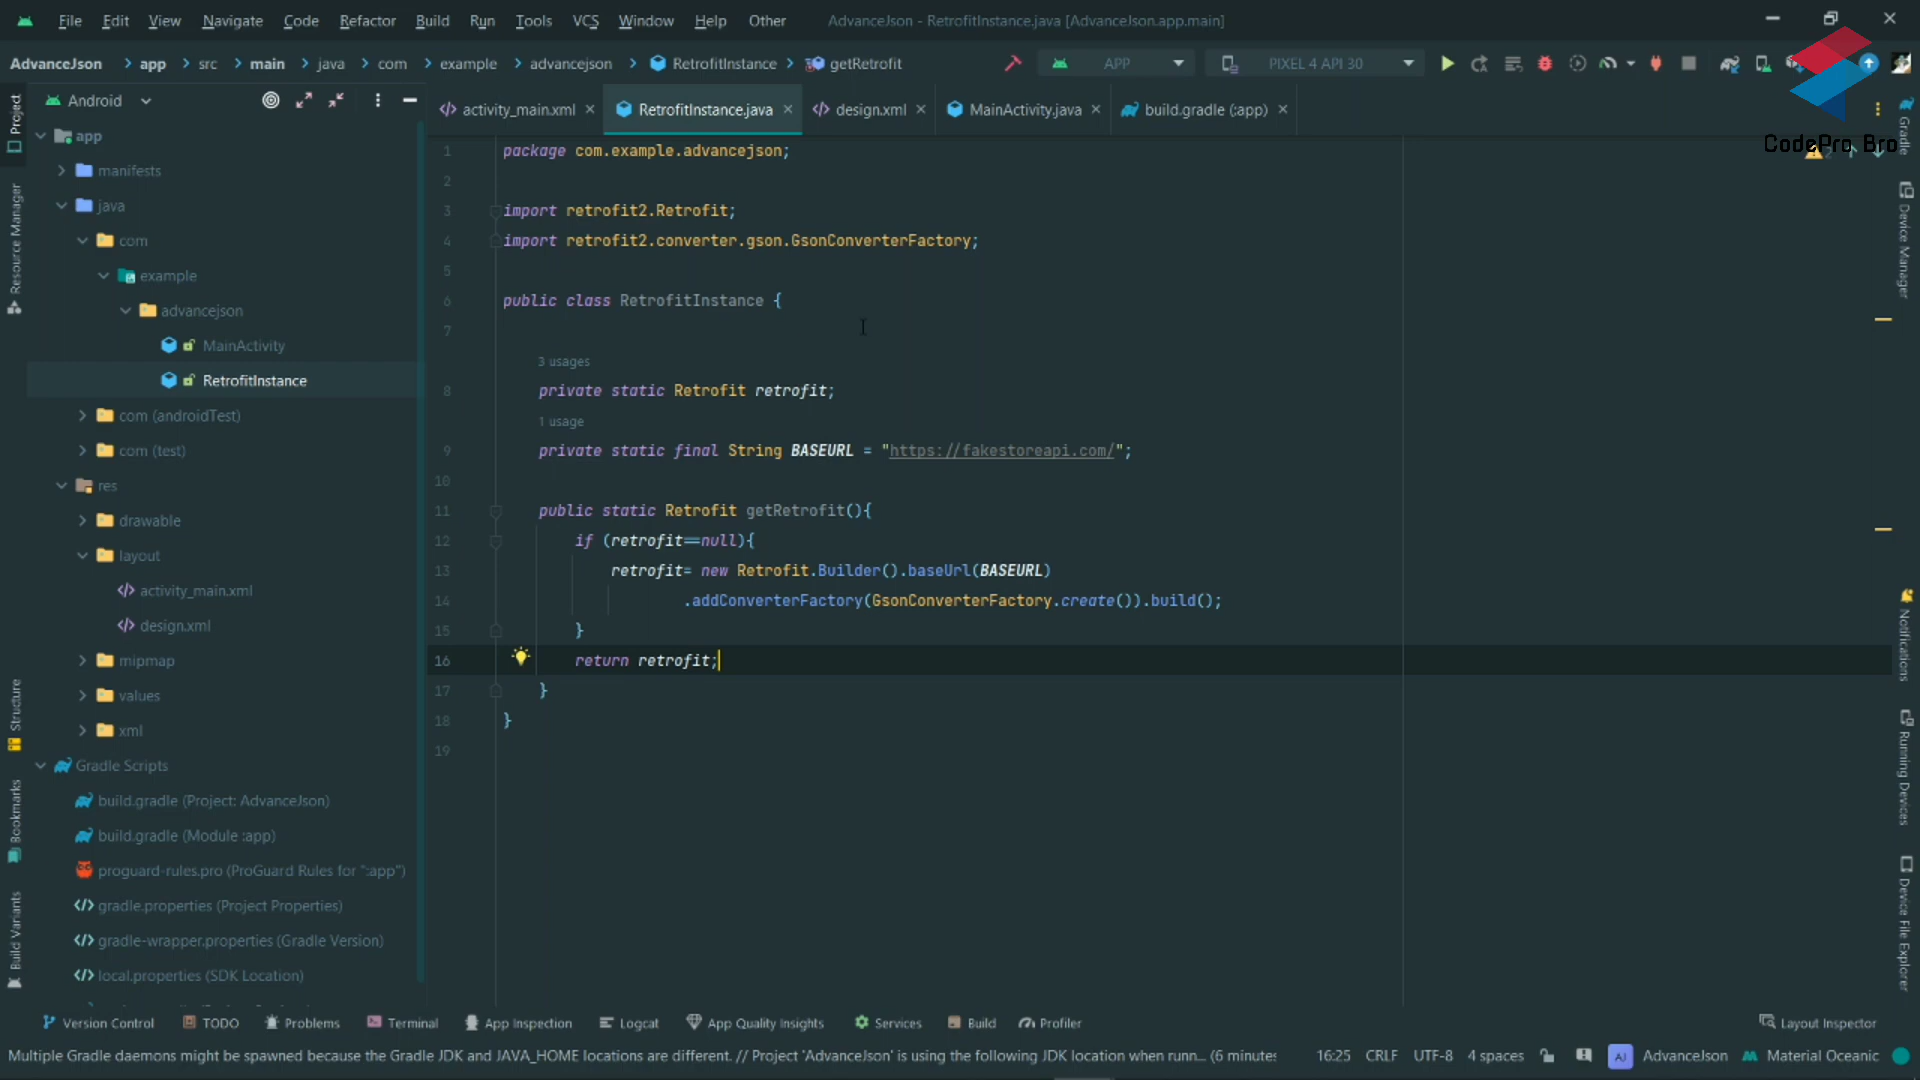 File Edit View Navigate Code Refactor Build Run Tools VCS Window Help Other AdvanceJson - RetrofitInstance.java [AdvanceJson.app.main]
AdvanceJson app src main java com example advancejson RetrofitInstance getRetrofit APP PIXEL 4 API 30
Android activity_main.xml RetrofitInstance.java design.xml MainActivity.java build.gradle (:app)
CodePro Bro
Project
Resource Manager
Structure
Bookmarks
Build Variants
app
manifests
java
com
example
advancejson
MainActivity
RetrofitInstance
com (androidTest)
com (test)
res
drawable
layout
activity_main.xml
design.xml
mipmap
values
xml
Gradle Scripts
build.gradle (Project: AdvanceJson)
build.gradle (Module :app)
proguard-rules.pro (ProGuard Rules for ":app")
gradle.properties (Project Properties)
gradle-wrapper.properties (Gradle Version)
local.properties (SDK Location)
1 package com.example.advancejson;
2
3 import retrofit2.Retrofit;
4 import retrofit2.converter.gson.GsonConverterFactory;
5
6 public class RetrofitInstance {
7
3 usages
8 private static Retrofit retrofit;
1 usage
9 private static final String BASEURL = "https://fakestoreapi.com/";
10
11 public static Retrofit getRetrofit(){
12 if (retrofit==null){
13 retrofit= new Retrofit.Builder().baseUrl(BASEURL)
14 .addConverterFactory(GsonConverterFactory.create()).build();
15 }
16 return retrofit;
17 }
18 }
19
Gradle
Device Manager
Notifications
Running Devices
Device File Explorer
Version Control TODO Problems Terminal App Inspection Logcat App Quality Insights Services Build Profiler Layout Inspector
Multiple Gradle daemons might be spawned because the Gradle JDK and JAVA_HOME locations are different. // Project 'AdvanceJson' is using the following JDK location when runn... (6 minutes 16:25 CRLF UTF-8 4 spaces AJ AdvanceJson Material Oceanic